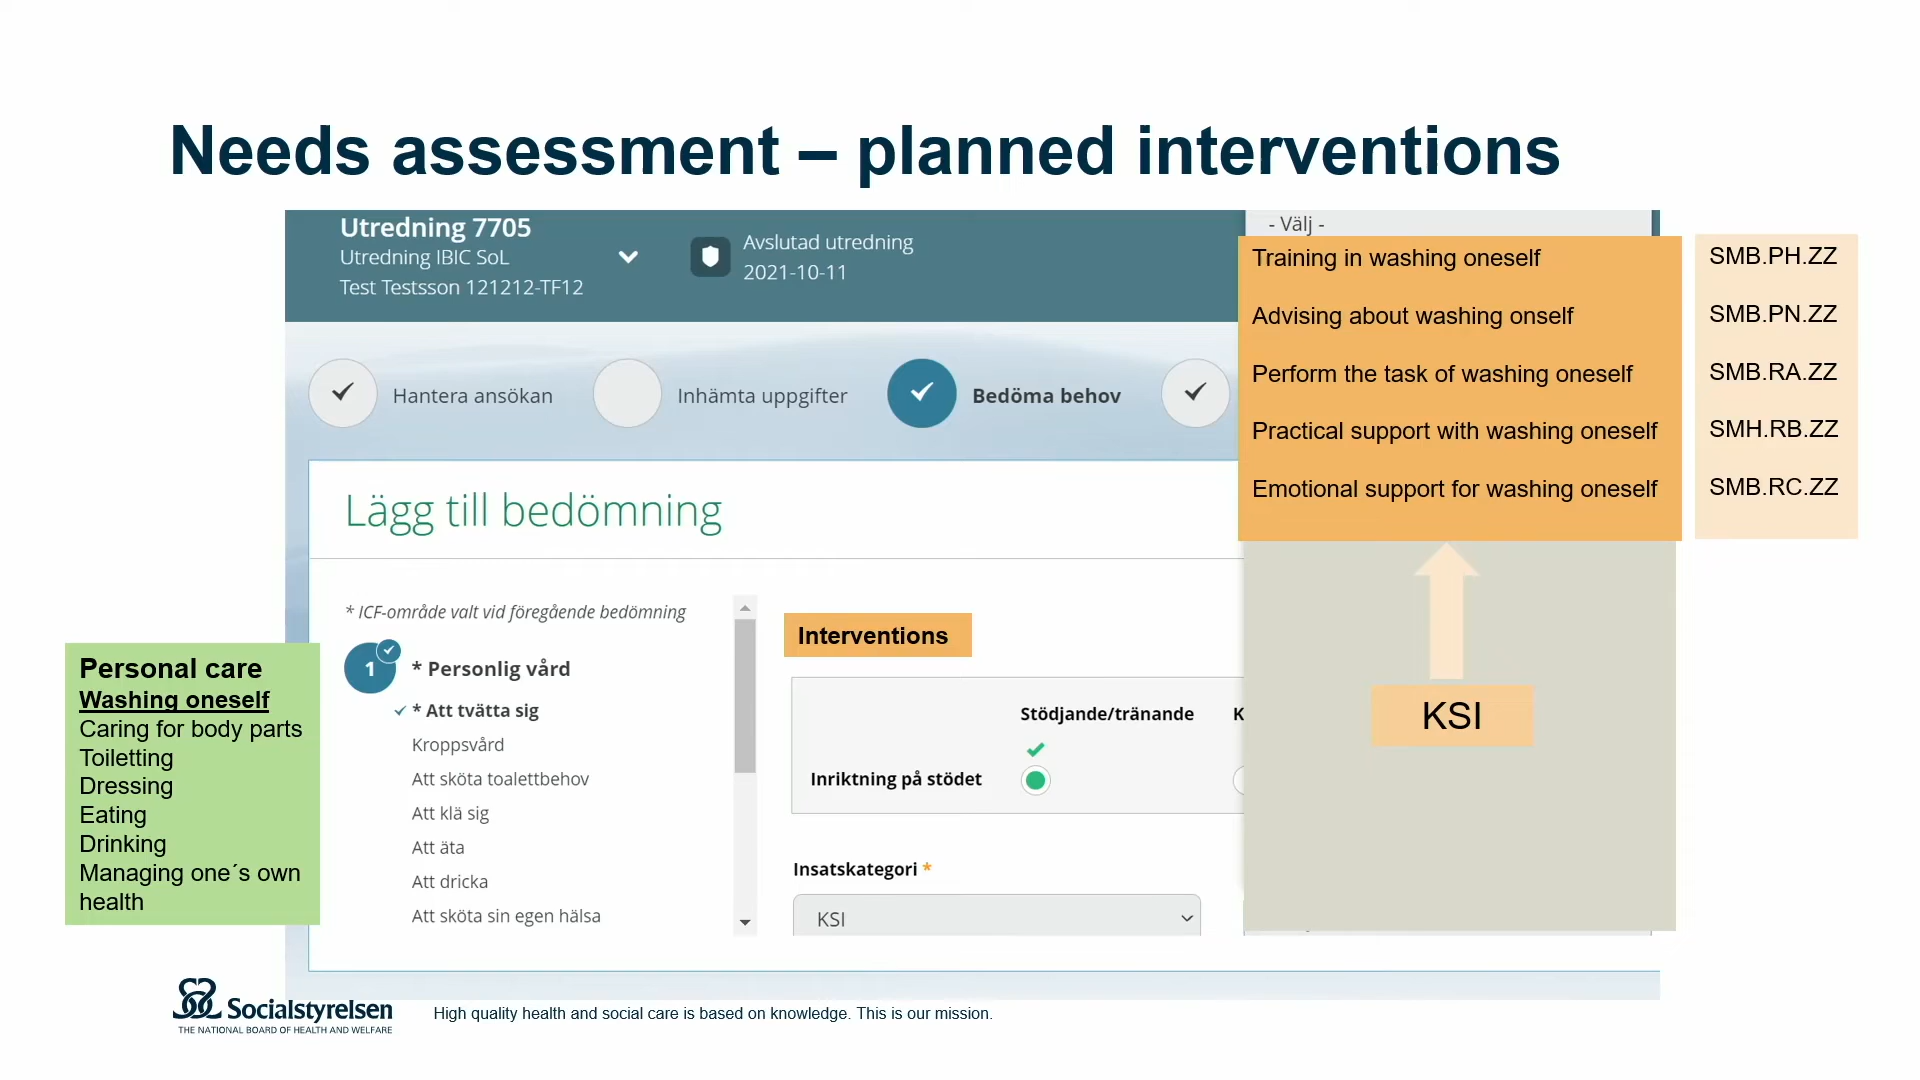 Needs assessment – planned interventions
Utredning 7705
Utredning IBIC SoL
Test Testsson 121212-TF12
Avslutad utredning
2021-10-11
- Välj -
Training in washing oneself
SMB.PH.ZZ
Advising about washing onself
SMB.PN.ZZ
Perform the task of washing oneself
SMB.RA.ZZ
Practical support with washing oneself
SMH.RB.ZZ
Emotional support for washing oneself
SMB.RC.ZZ
Hantera ansökan
Inhämta uppgifter
Bedöma behov
Lägg till bedömning
* ICF-område valt vid föregående bedömning
1
* Personlig vård
* Att tvätta sig
Kroppsvård
Att sköta toalettbehov
Att klä sig
Att äta
Att dricka
Att sköta sin egen hälsa
Personal care
Washing oneself
Caring for body parts
Toiletting
Dressing
Eating
Drinking
Managing one´s own
health
Interventions
Stödjande/tränande
K
Inriktning på stödet
Insatskategori *
KSI
KSI
Socialstyrelsen
THE NATIONAL BOARD OF HEALTH AND WELFARE
High quality health and social care is based on knowledge. This is our mission.